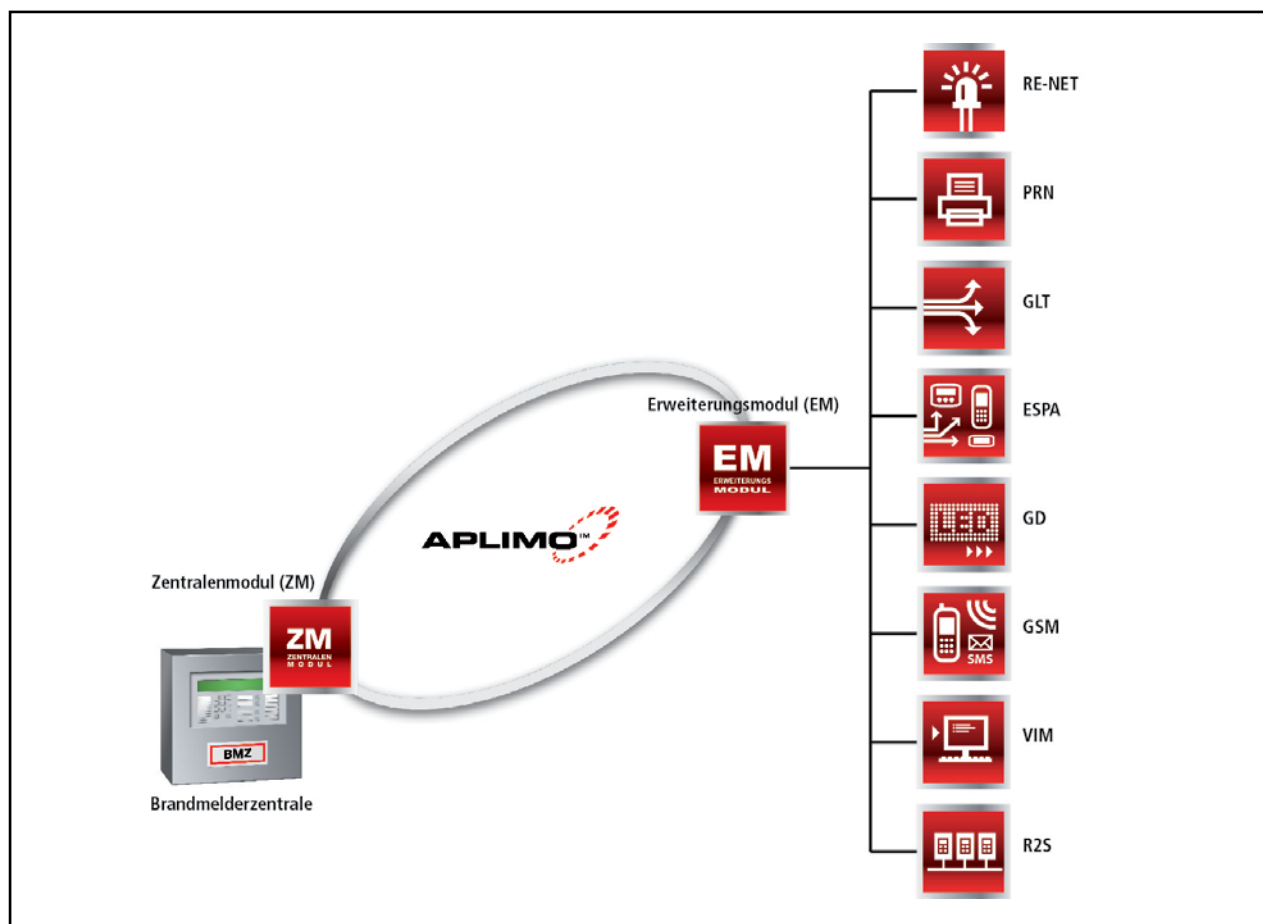 RE-NET
PRN
GLT
ESPA
Erweiterungsmodul (EM)
EM
ERWEITERUNGS
MODUL
LED
GD
APLIMO™
Zentralenmodul (ZM)
ZM
ZENTRALEN
MODUL
SMS
GSM
BMZ
VIM
Brandmelderzentrale
R2S